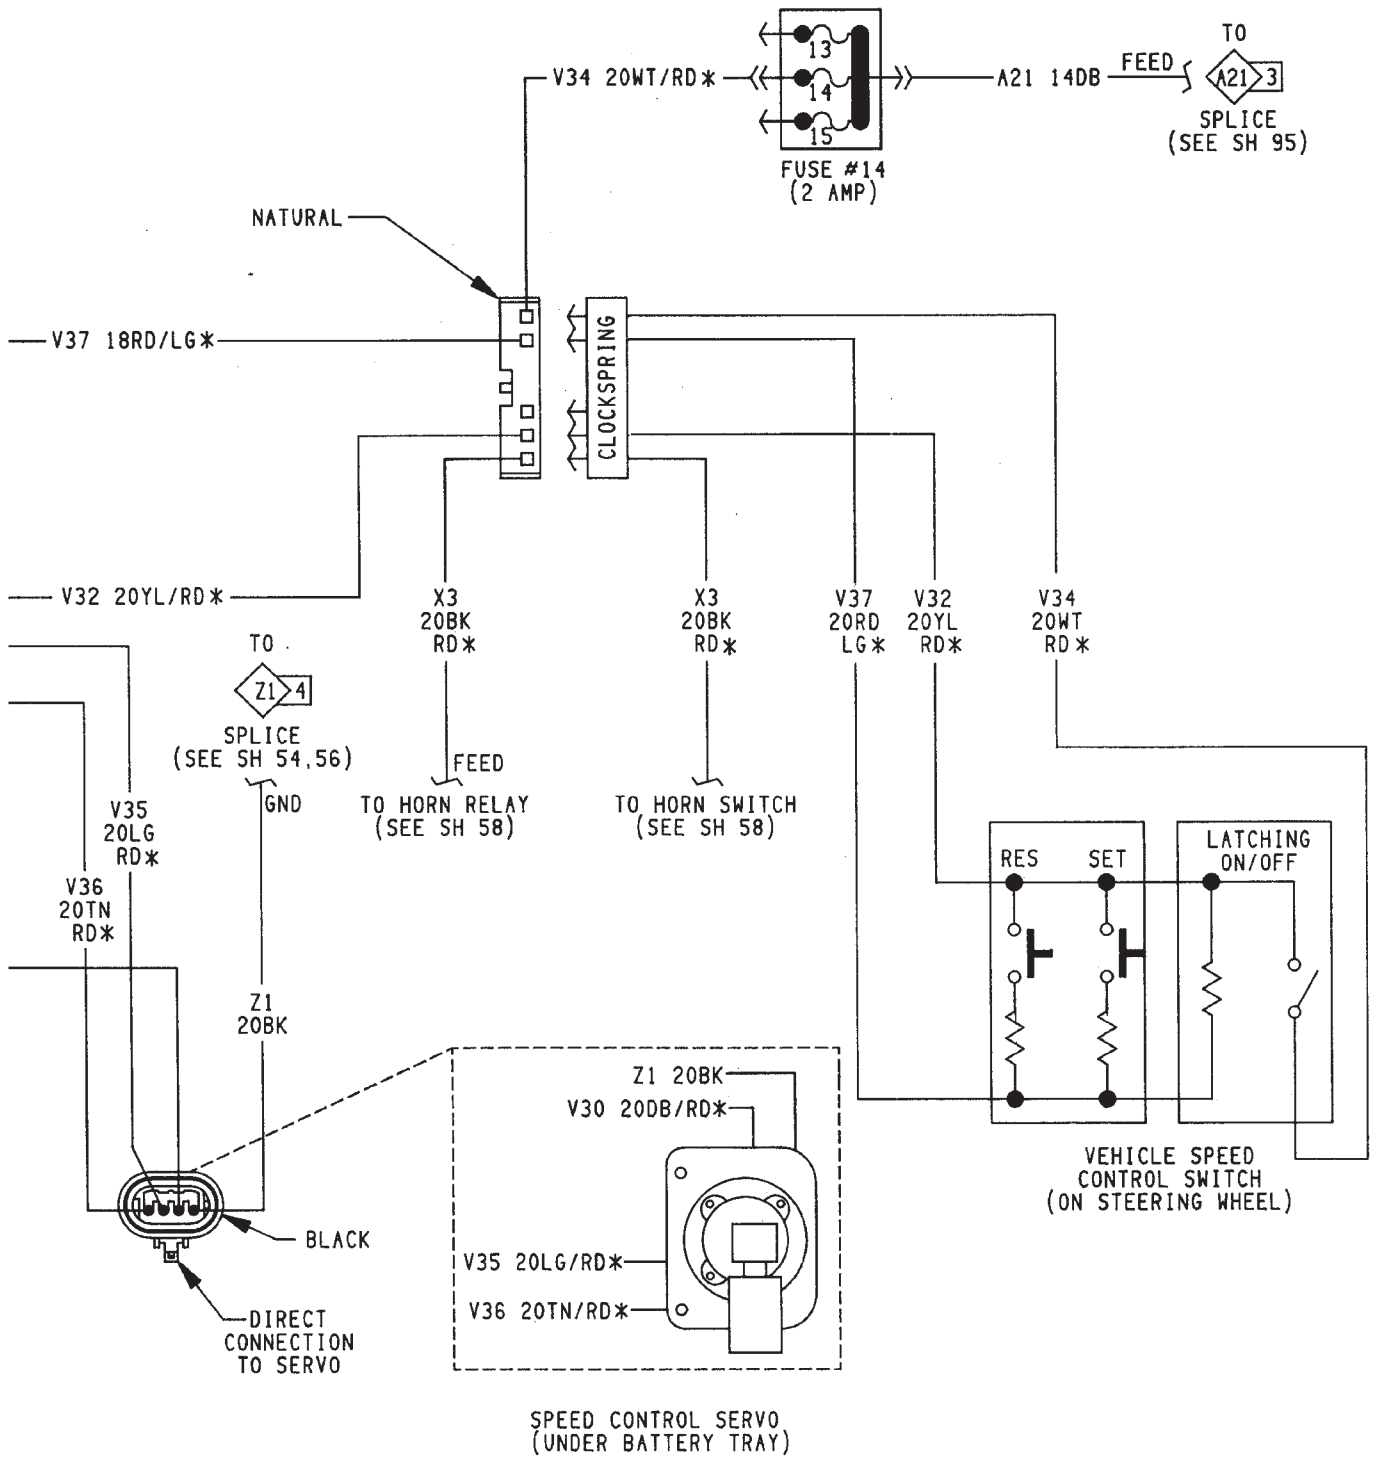 TO
13
FEED
V34 20WT/RD*
14
A21 14DB
A21
3
15
SPLICE
(SEE SH 95)
FUSE #14
(2 AMP)
NATURAL
V37 18RD/LG*
CLOCKSPRING
V32 20YL/RD*
X3
20BK
RD*
X3
20BK
RD*
V37
20RD
LG*
V32
20YL
RD*
V34
20WT
RD*
TO
Z1
4
SPLICE
(SEE SH 54,56)
GND
FEED
TO HORN RELAY
(SEE SH 58)
TO HORN SWITCH
(SEE SH 58)
V35
20LG
RD*
V36
20TN
RD*
RES
SET
LATCHING
ON/OFF
Z1
20BK
Z1 20BK
V30 20DB/RD*
VEHICLE SPEED
CONTROL SWITCH
(ON STEERING WHEEL)
BLACK
V35 20LG/RD*
V36 20TN/RD*
DIRECT
CONNECTION
TO SERVO
SPEED CONTROL SERVO
(UNDER BATTERY TRAY)